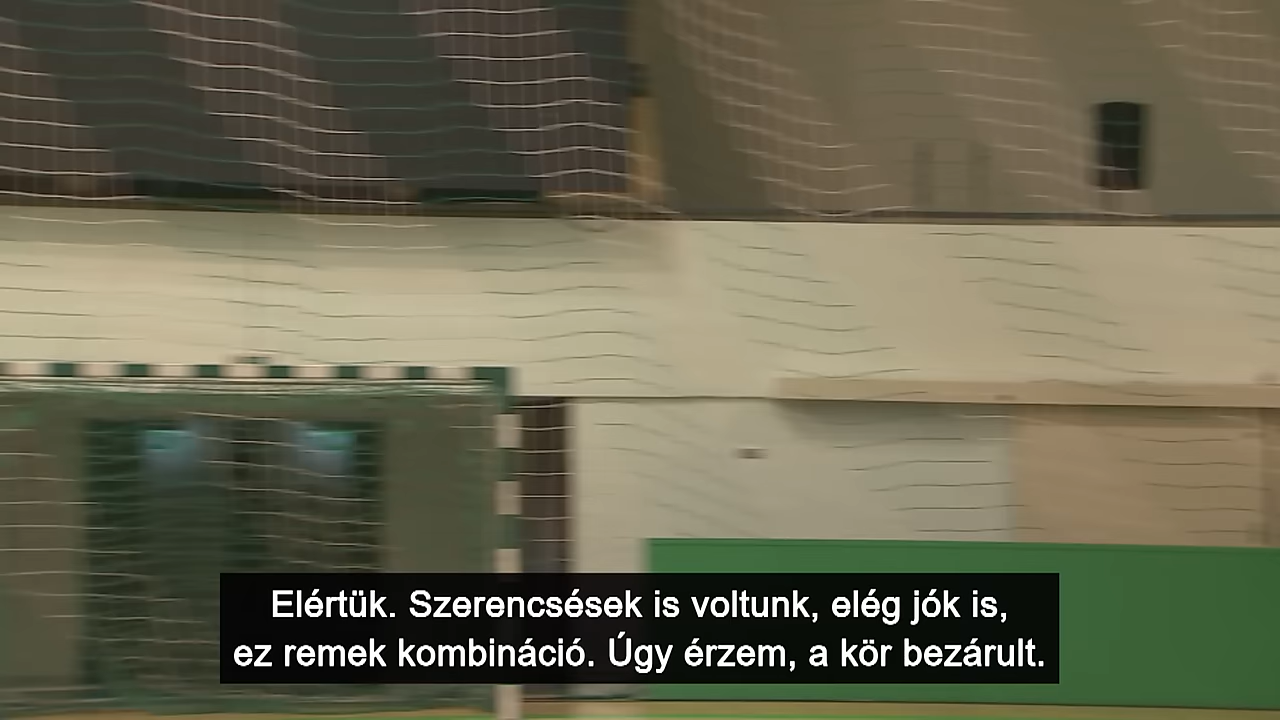 Elértük. Szerencsések is voltunk, elég jók is,
ez remek kombináció. Úgy érzem, a kör bezárult.